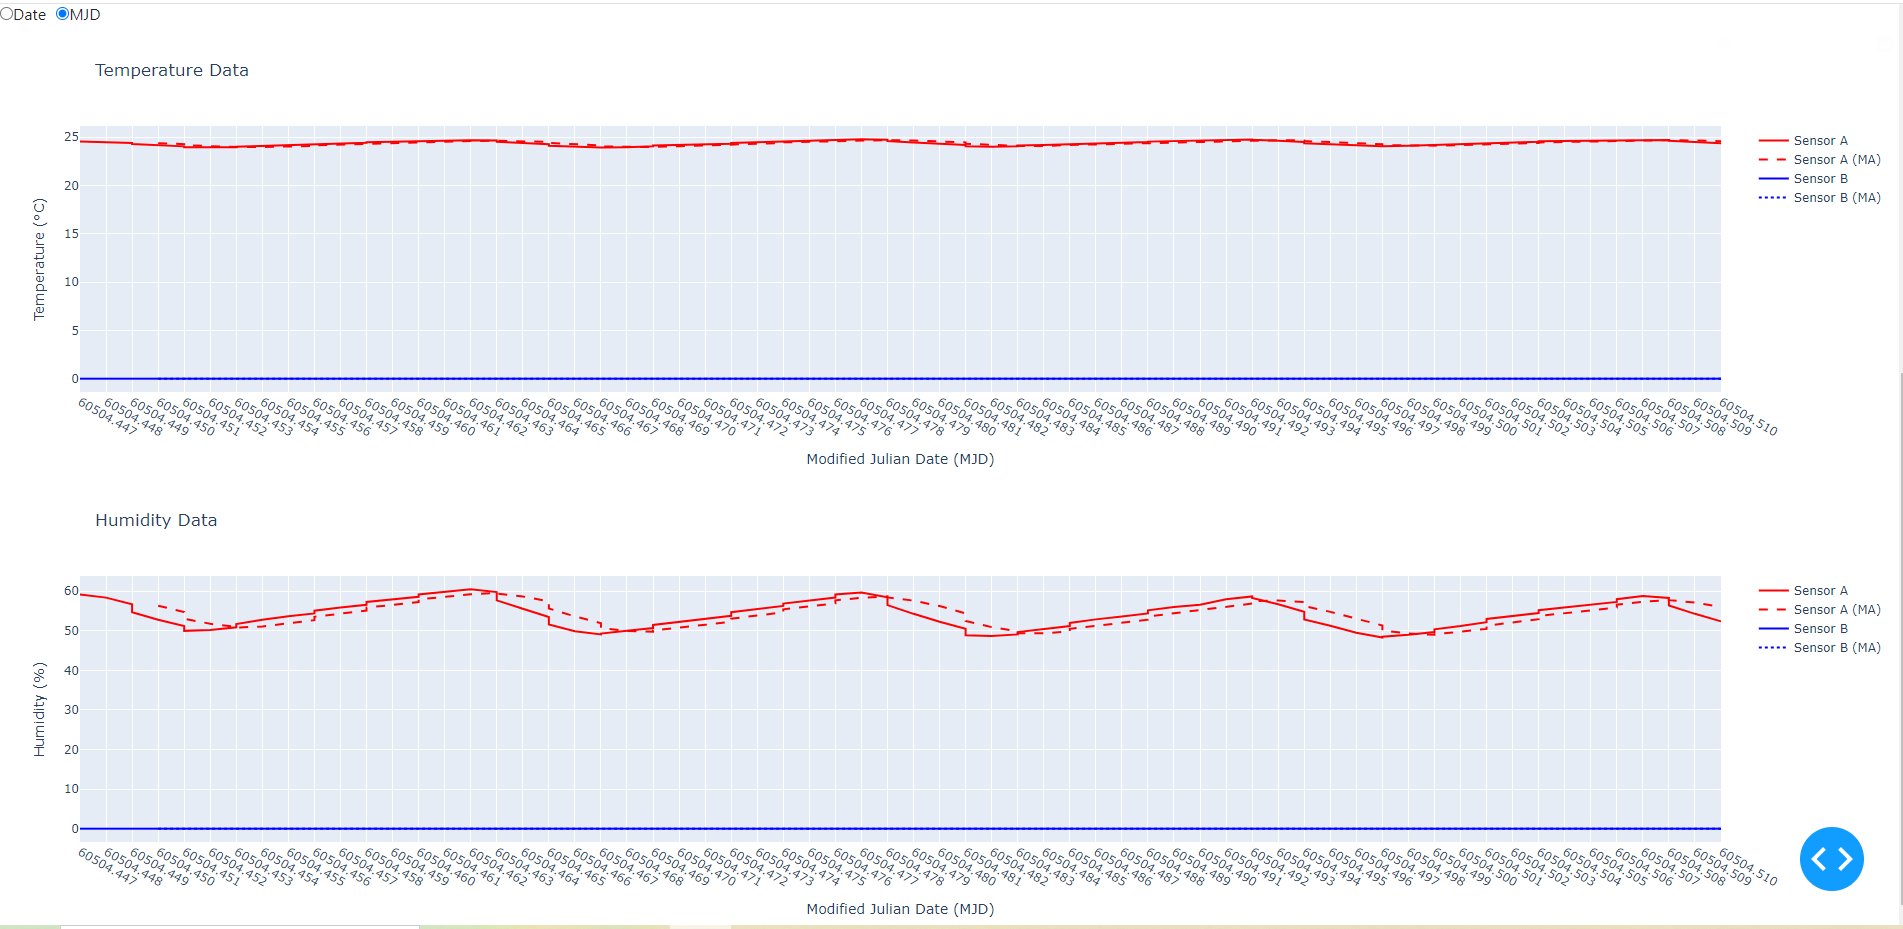 Date MJD
Temperature Data
25
20
15
10
5
0
Temperature (°C)
Sensor A
Sensor A (MA)
Sensor B
Sensor B (MA)
60504.447 60504.448 60504.449 60504.450 60504.451 60504.452 60504.453 60504.454 60504.455 60504.456 60504.457 60504.458 60504.459 60504.460 60504.461 60504.462 60504.463 60504.464 60504.465 60504.466 60504.467 60504.468 60504.469 60504.470 60504.471 60504.472 60504.473 60504.474 60504.475 60504.476 60504.477 60504.478 60504.479 60504.480 60504.481 60504.482 60504.483 60504.484 60504.485 60504.486 60504.487 60504.488 60504.489 60504.490 60504.491 60504.492 60504.493 60504.494 60504.495 60504.496 60504.497 60504.498 60504.499 60504.500 60504.501 60504.502 60504.503 60504.504 60504.505 60504.506 60504.507 60504.508 60504.509 60504.510
Modified Julian Date (MJD)
Humidity Data
60
50
40
30
20
10
0
Humidity (%)
Sensor A
Sensor A (MA)
Sensor B
Sensor B (MA)
60504.447 60504.448 60504.449 60504.450 60504.451 60504.452 60504.453 60504.454 60504.455 60504.456 60504.457 60504.458 60504.459 60504.460 60504.461 60504.462 60504.463 60504.464 60504.465 60504.466 60504.467 60504.468 60504.469 60504.470 60504.471 60504.472 60504.473 60504.474 60504.475 60504.476 60504.477 60504.478 60504.479 60504.480 60504.481 60504.482 60504.483 60504.484 60504.485 60504.486 60504.487 60504.488 60504.489 60504.490 60504.491 60504.492 60504.493 60504.494 60504.495 60504.496 60504.497 60504.498 60504.499 60504.500 60504.501 60504.502 60504.503 60504.504 60504.505 60504.506 60504.507 60504.508 60504.509 60504.510
Modified Julian Date (MJD)